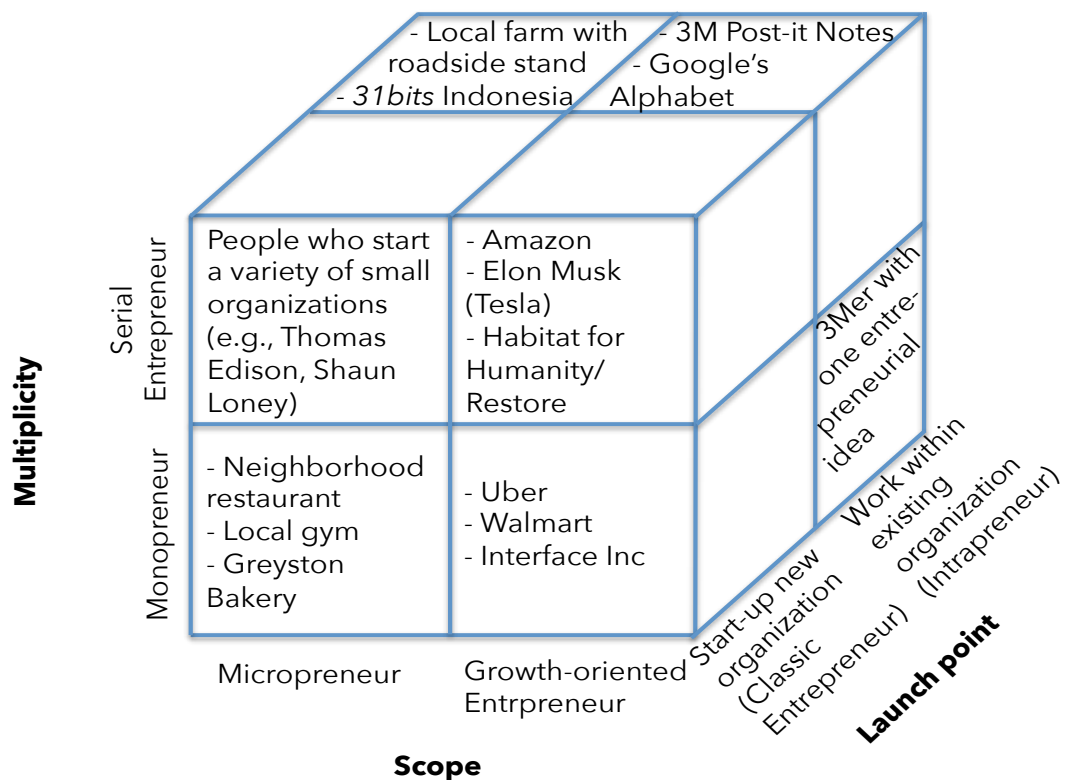 - Local farm with
roadside stand
- 31bits Indonesia
- 3M Post-it Notes
- Google's
Alphabet
Multiplicity
Serial
Entrepreneur
People who start
a variety of small
organizations
(e.g., Thomas
Edison, Shaun
Loney)
- Amazon
- Elon Musk
(Tesla)
- Habitat for
Humanity/
Restore
3Mer with
one entre-
preneurial
idea
Monopreneur
- Neighborhood
restaurant
- Local gym
- Greyston
Bakery
- Uber
- Walmart
- Interface Inc
Micropreneur
Growth-oriented
Entrpreneur
Scope
Start-up new
organization
(Classic
Entrepreneur)
Work within
existing
organization
(Intrapreneur)
Launch point